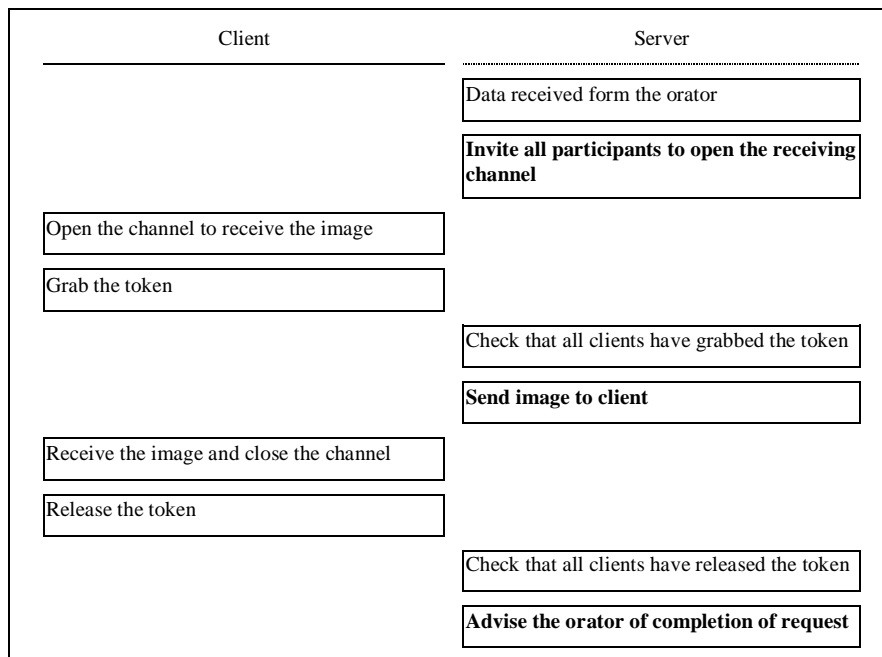 Client
Server
Data received form the orator
Invite all participants to open the receiving
channel
Open the channel to receive the image
Grab the token
Check that all clients have grabbed the token
Send image to client
Receive the image and close the channel
Release the token
Check that all clients have released the token
Advise the orator of completion of request